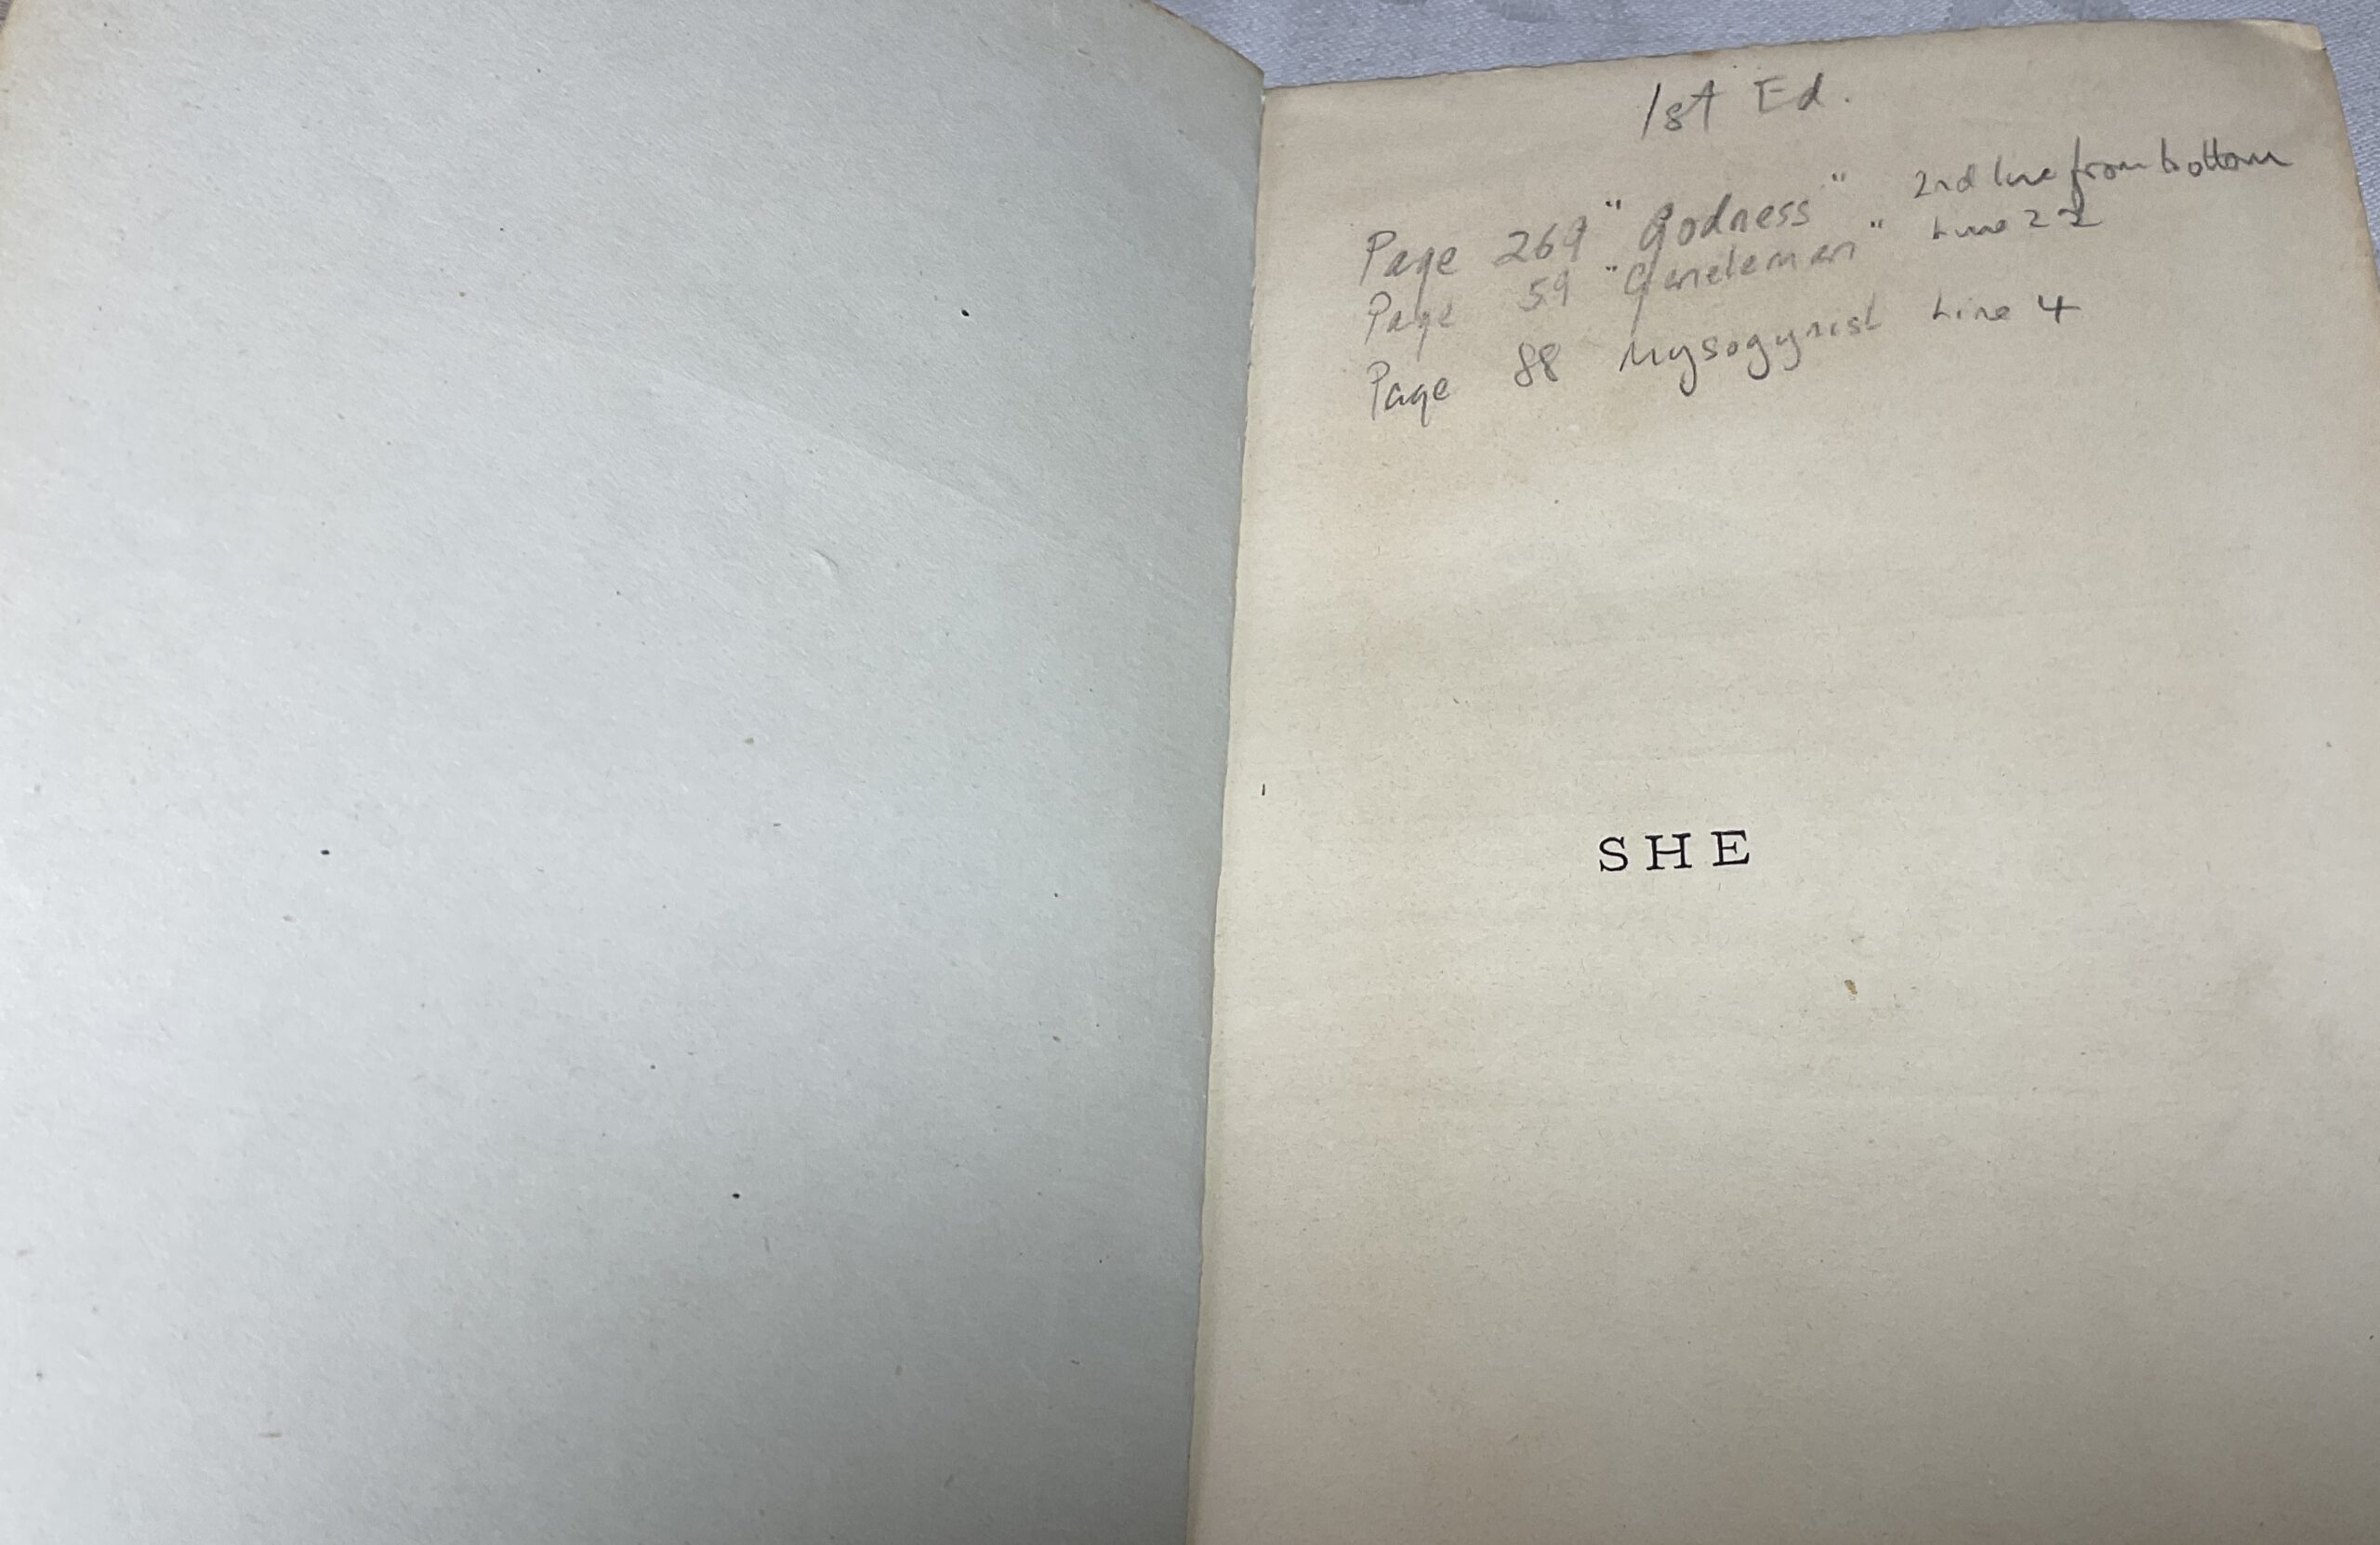 1st Ed.
Page 269 "Godness" 2nd line from bottom
Page 59 "Geneleman" Line 22
Page 88 Mysogynist Line 4
SHE